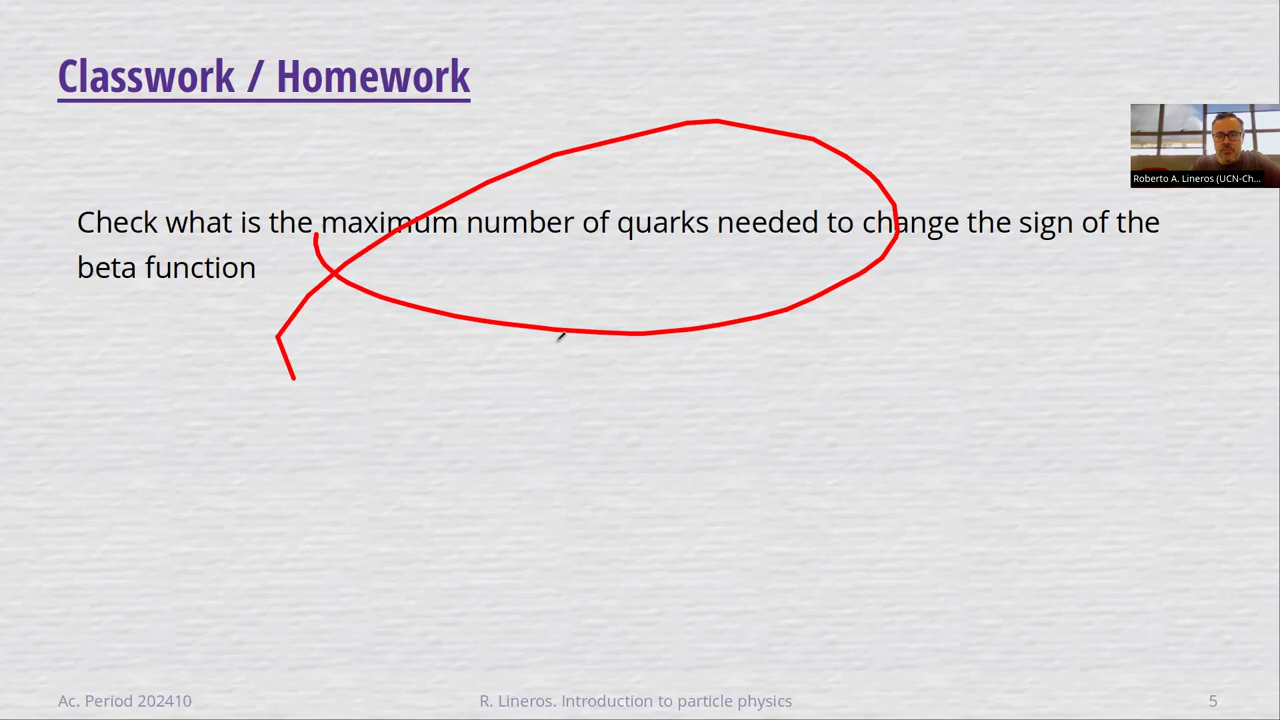 Classwork / Homework
Roberto A. Lineros (UCN-Ch...
Check what is the maximum number of quarks needed to change the sign of the
beta function
Ac. Period 202410
R. Lineros. Introduction to particle physics
5